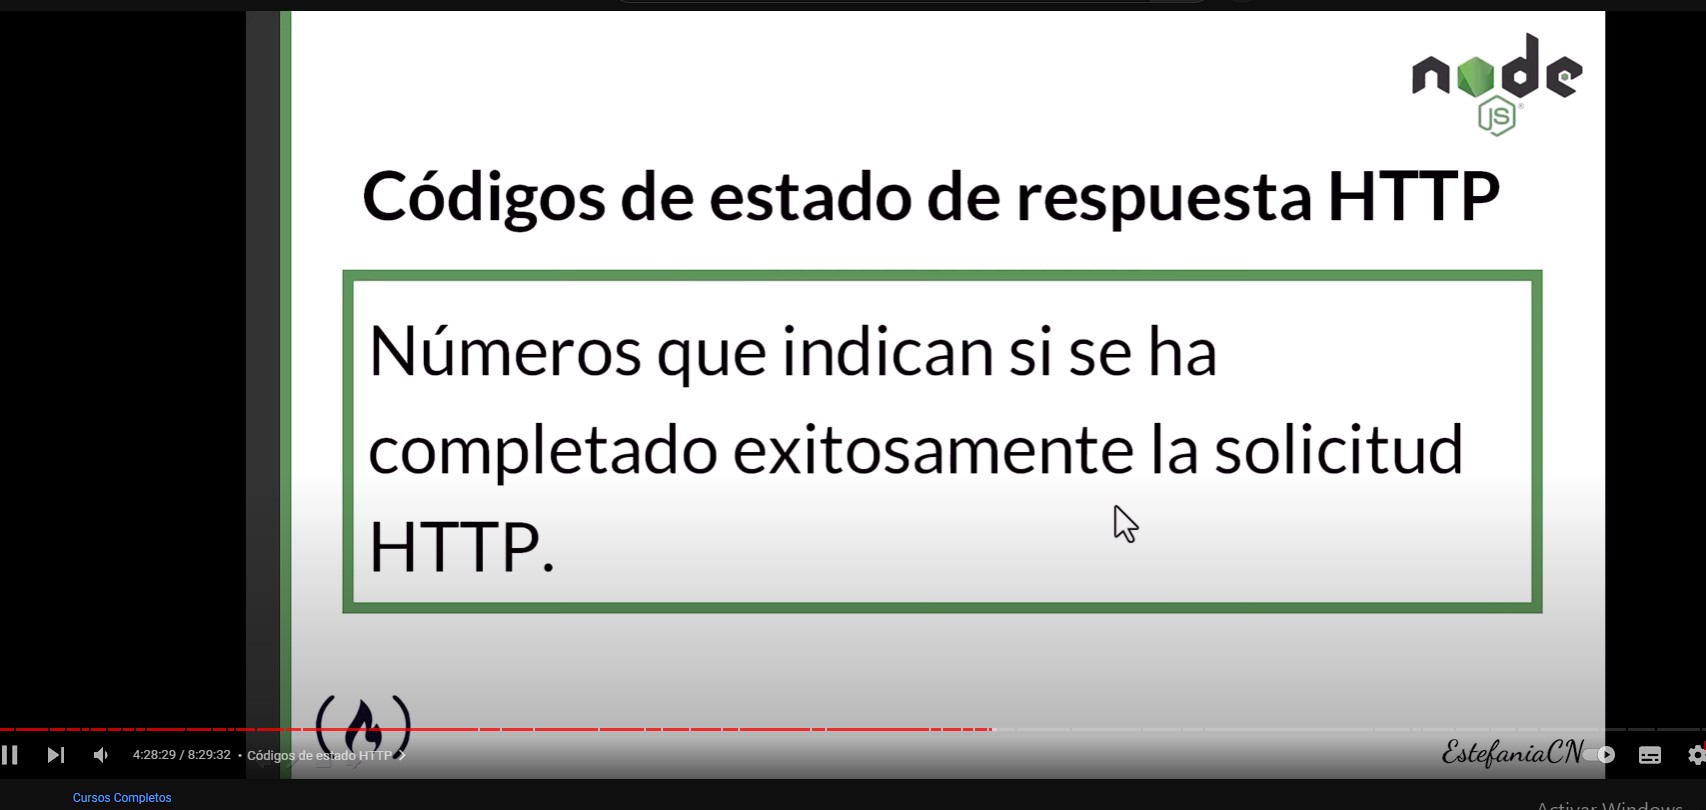 node
JS
Códigos de estado de respuesta HTTP
Números que indican si se ha
completado exitosamente la solicitud
HTTP.
4:28:29 / 8:29:32 • Códigos de estado HTTP
EstefaniaCN
Cursos Completos
Activar Windows